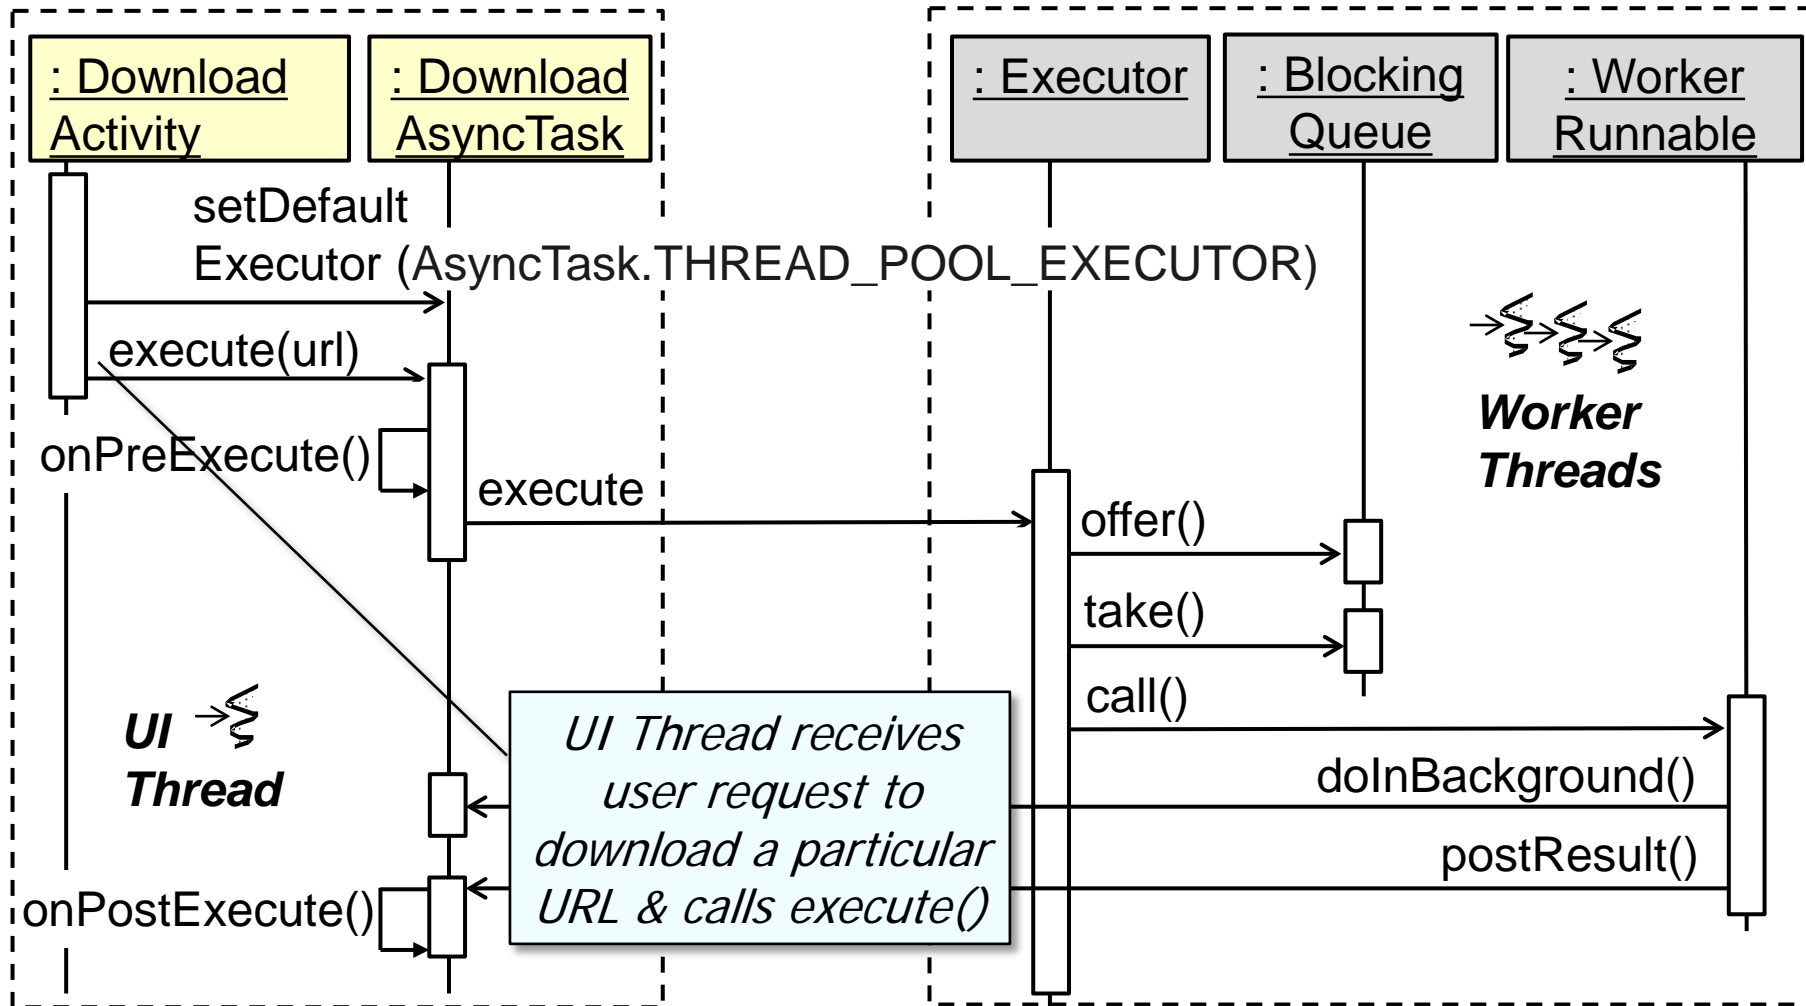 : Download
Activity
: Download
AsyncTask
: Executor
: Blocking
Queue
: Worker
Runnable
setDefault
Executor (AsyncTask.THREAD_POOL_EXECUTOR)
execute(url)
onPreExecute()
execute
offer()
take()
call()
Worker
Threads
UI
Thread
UI Thread receives
user request to
download a particular
URL & calls execute()
doInBackground()
postResult()
onPostExecute()